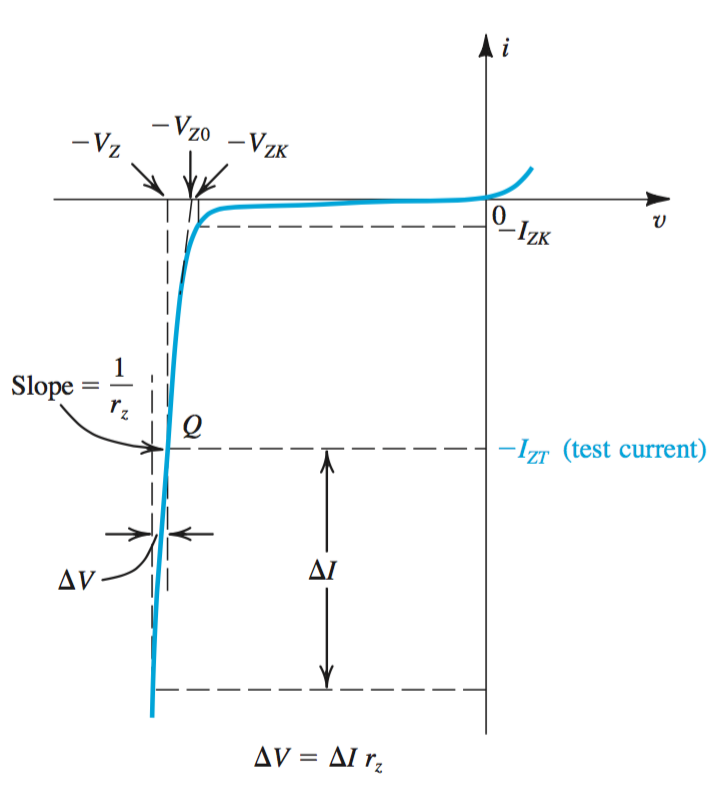 i
−V_Z0
−V_Z
−V_ZK
0
v
−I_ZK
Slope = 1/r_z
Q
−I_ZT (test current)
ΔV
ΔI
ΔV = ΔI r_z